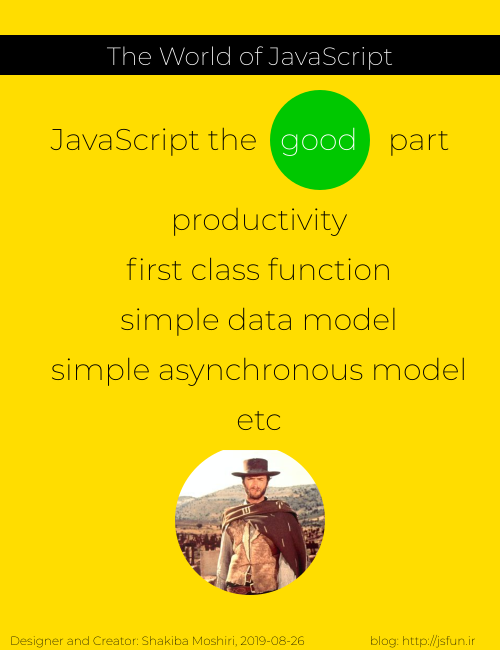 The World of JavaScript
JavaScript the good part
productivity
first class function
simple data model
simple asynchronous model
etc
Designer and Creator: Shakiba Moshiri, 2019-08-26 blog: http://jsfun.ir